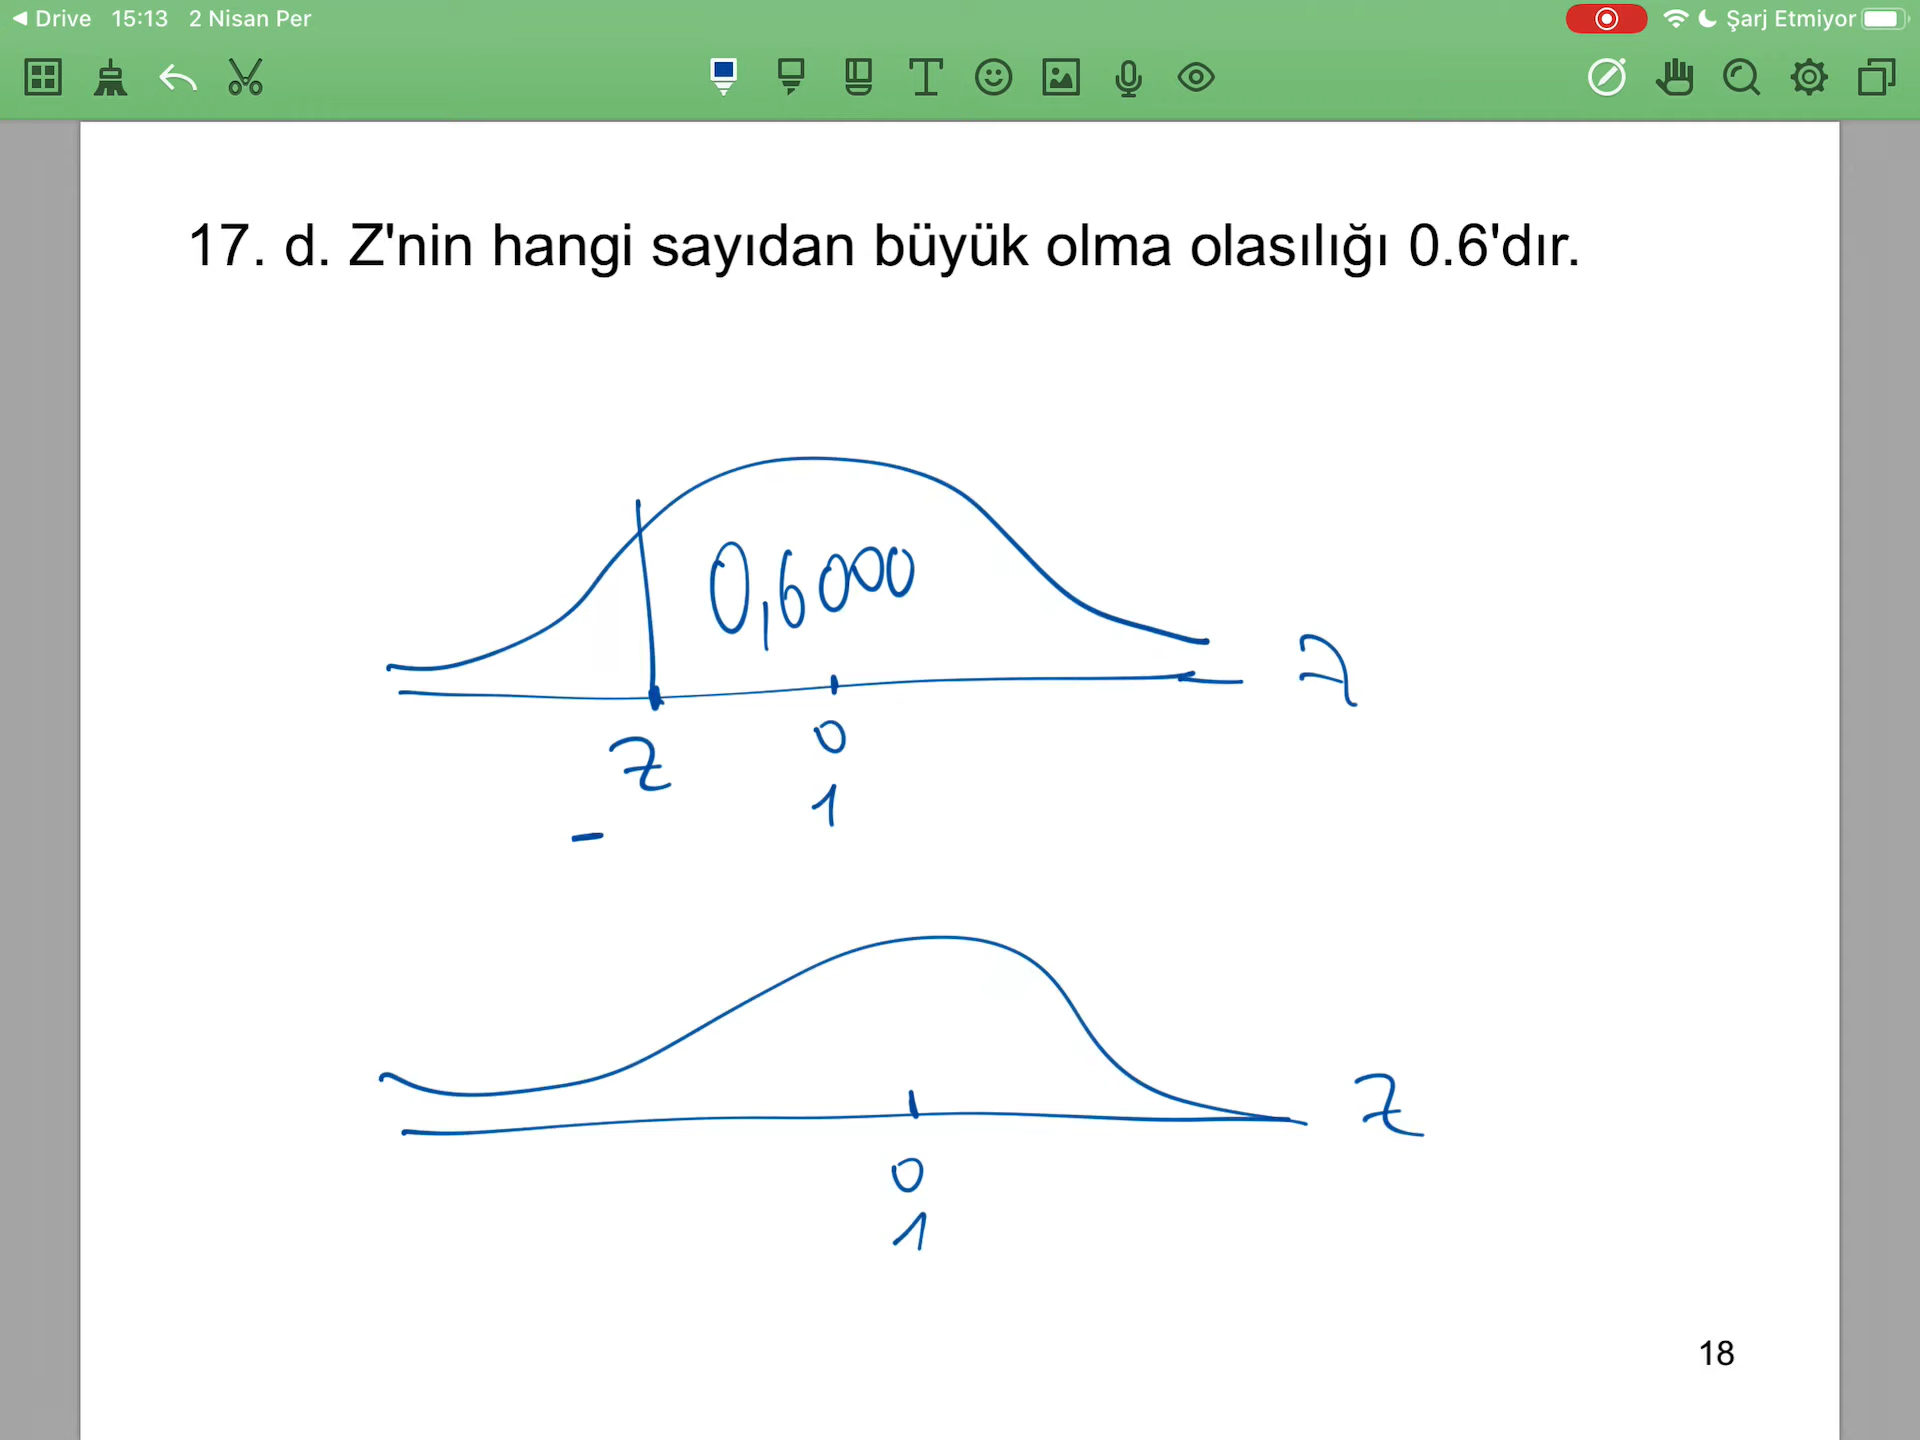 Drive 15:13 2 Nisan Per Şarj Etmiyor
17. d. Z'nin hangi sayıdan büyük olma olasılığı 0.6'dır.
0,6000
Z
Z
0
1
-
Z
0
1
18